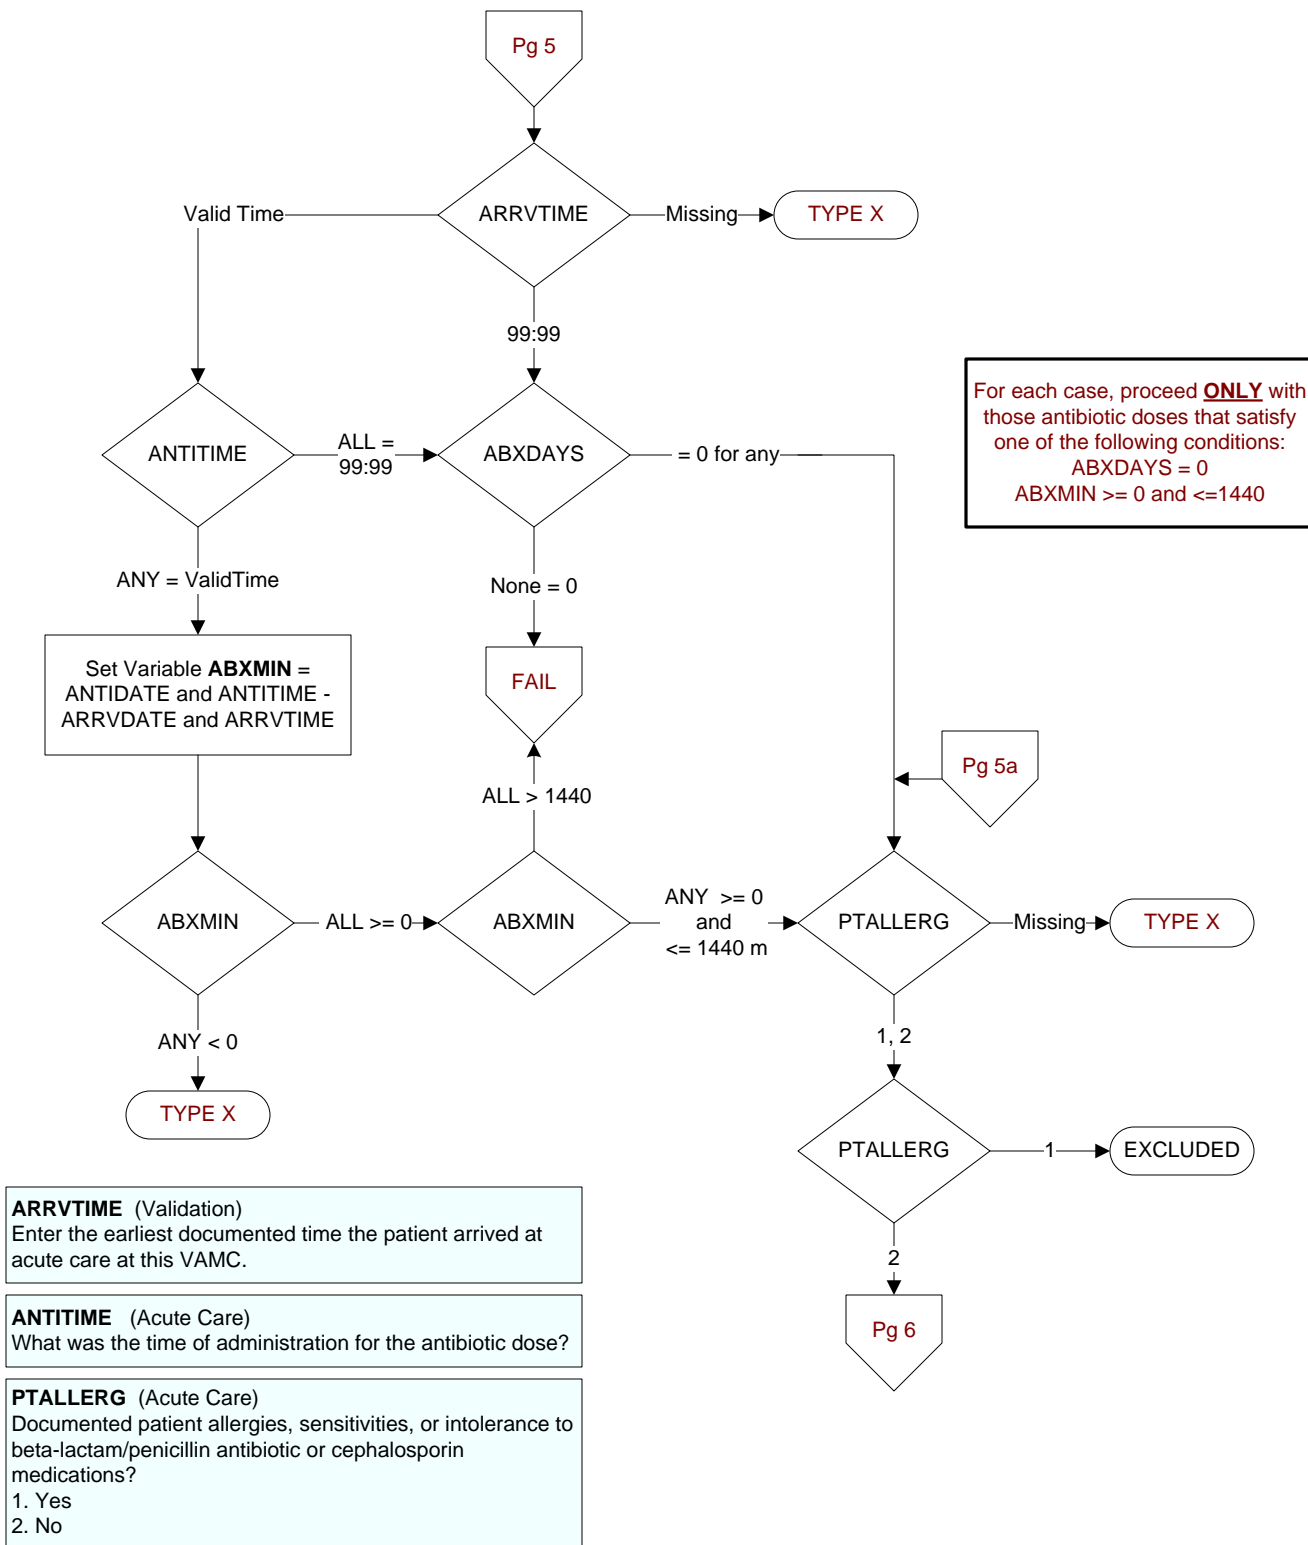 Pg 5
ARRVTIME
Valid Time
Missing
TYPE X
99:99
For each case, proceed ONLY with
those antibiotic doses that satisfy
one of the following conditions:
ABXDAYS = 0
ABXMIN >= 0 and <=1440
ANTITIME
ALL =
99:99
ABXDAYS
= 0 for any
ANY = ValidTime
None = 0
Set Variable ABXMIN =
ANTIDATE and ANTITIME -
ARRVDATE and ARRVTIME
FAIL
Pg 5a
ALL > 1440
ABXMIN
ALL >= 0
ABXMIN
ANY >= 0
and
<= 1440 m
PTALLERG
Missing
TYPE X
ANY < 0
1, 2
TYPE X
PTALLERG
1
EXCLUDED
2
Pg 6
ARRVTIME (Validation)
Enter the earliest documented time the patient arrived at
acute care at this VAMC.
ANTITIME (Acute Care)
What was the time of administration for the antibiotic dose?
PTALLERG (Acute Care)
Documented patient allergies, sensitivities, or intolerance to
beta-lactam/penicillin antibiotic or cephalosporin
medications?
1. Yes
2. No